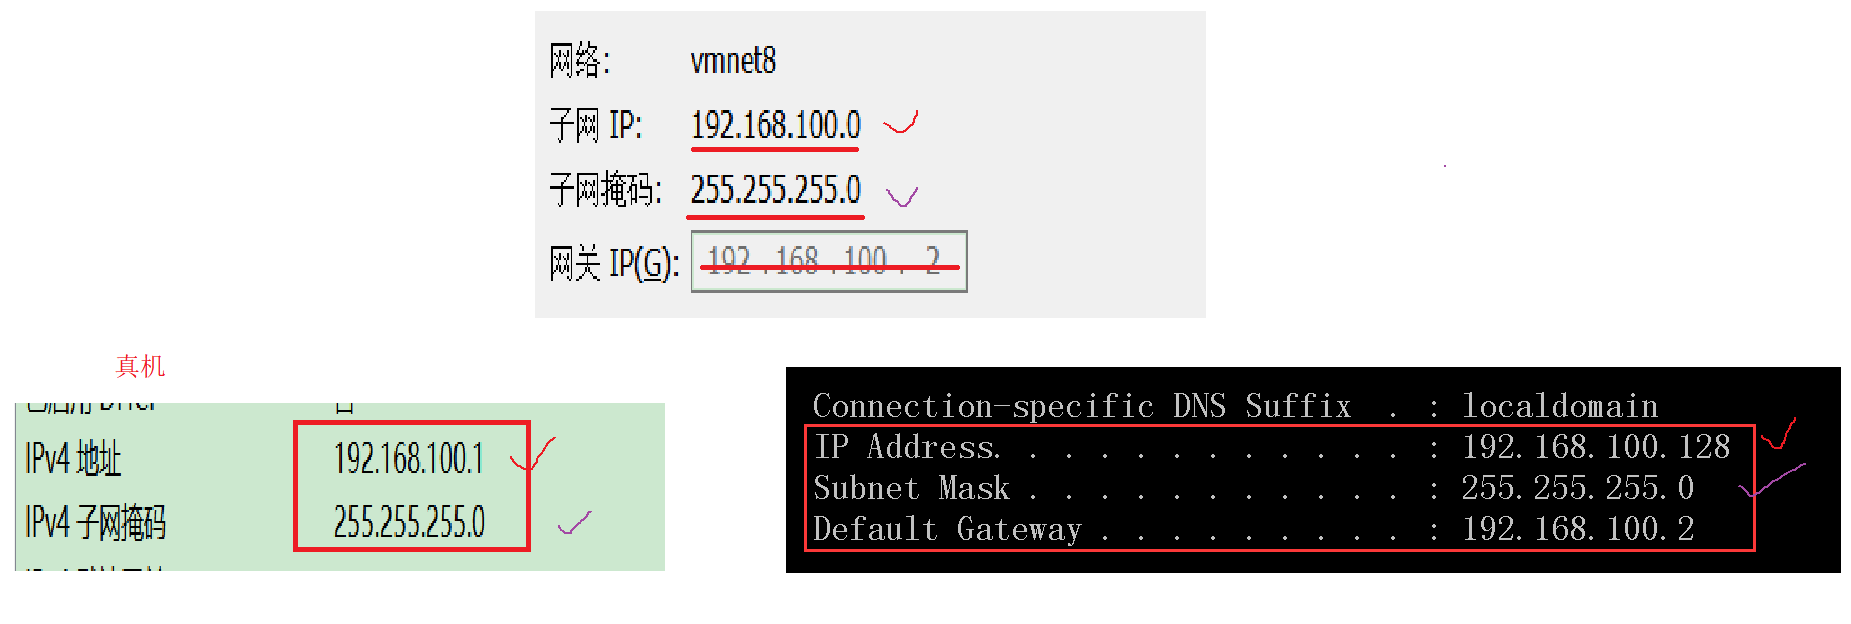 网络: vmnet8
子网 IP: 192.168.100.0
子网掩码: 255.255.255.0
网关 IP(G): 192 . 168 . 100 . 2
真机
IPv4 地址 192.168.100.1
IPv4 子网掩码 255.255.255.0
Connection-specific DNS Suffix . : localdomain
IP Address. . . . . . . . . . . . : 192.168.100.128
Subnet Mask . . . . . . . . . . . : 255.255.255.0
Default Gateway . . . . . . . . . : 192.168.100.2